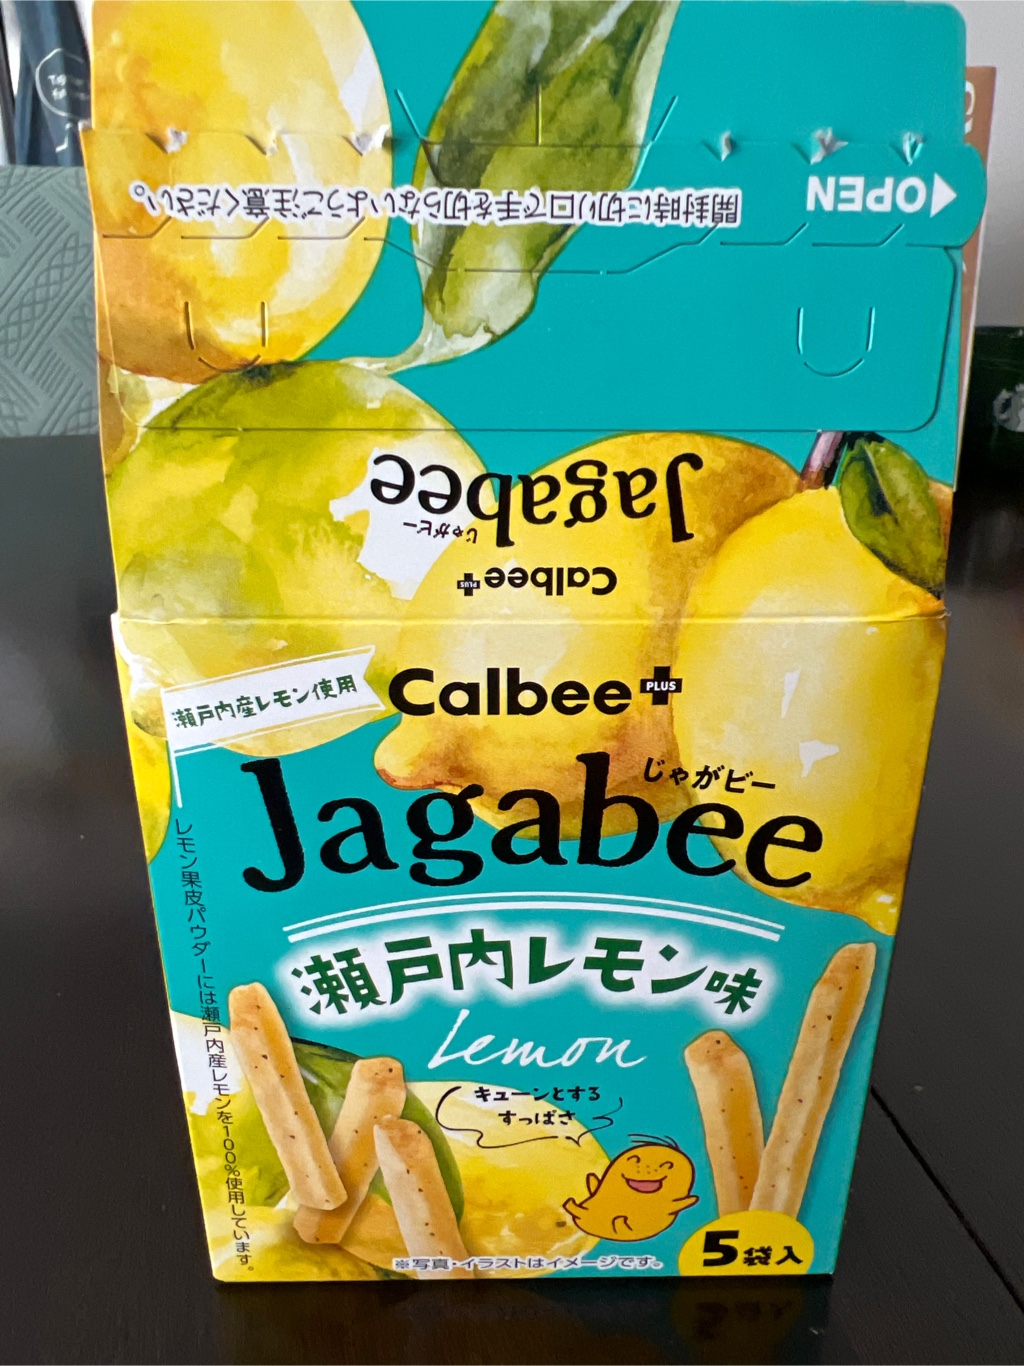 開封時に切り口で手を切らないようご注意ください。
OPEN
Jagabee
じゃがビー
Calbee PLUS
瀬戸内産レモン使用
Calbee PLUS
じゃがビー
Jagabee
レモン果皮パウダーには瀬戸内産レモンを100%使用しています。
瀬戸内レモン味
Lemon
キューンとする
すっぱさ
5袋入
※写真・イラストはイメージです。